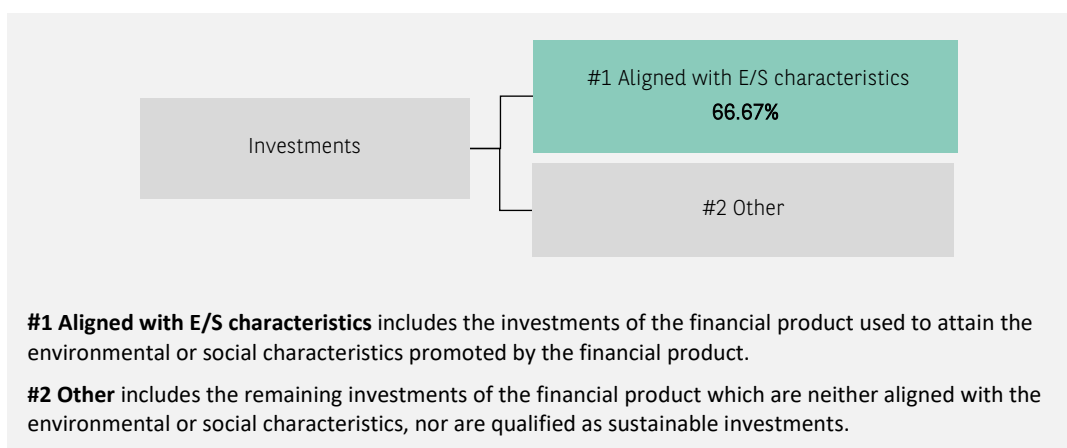 #1 Aligned with E/S characteristics
66.67%
Investments
#2 Other
#1 Aligned with E/S characteristics includes the investments of the financial product used to attain the
environmental or social characteristics promoted by the financial product.
#2 Other includes the remaining investments of the financial product which are neither aligned with the
environmental or social characteristics, nor are qualified as sustainable investments.